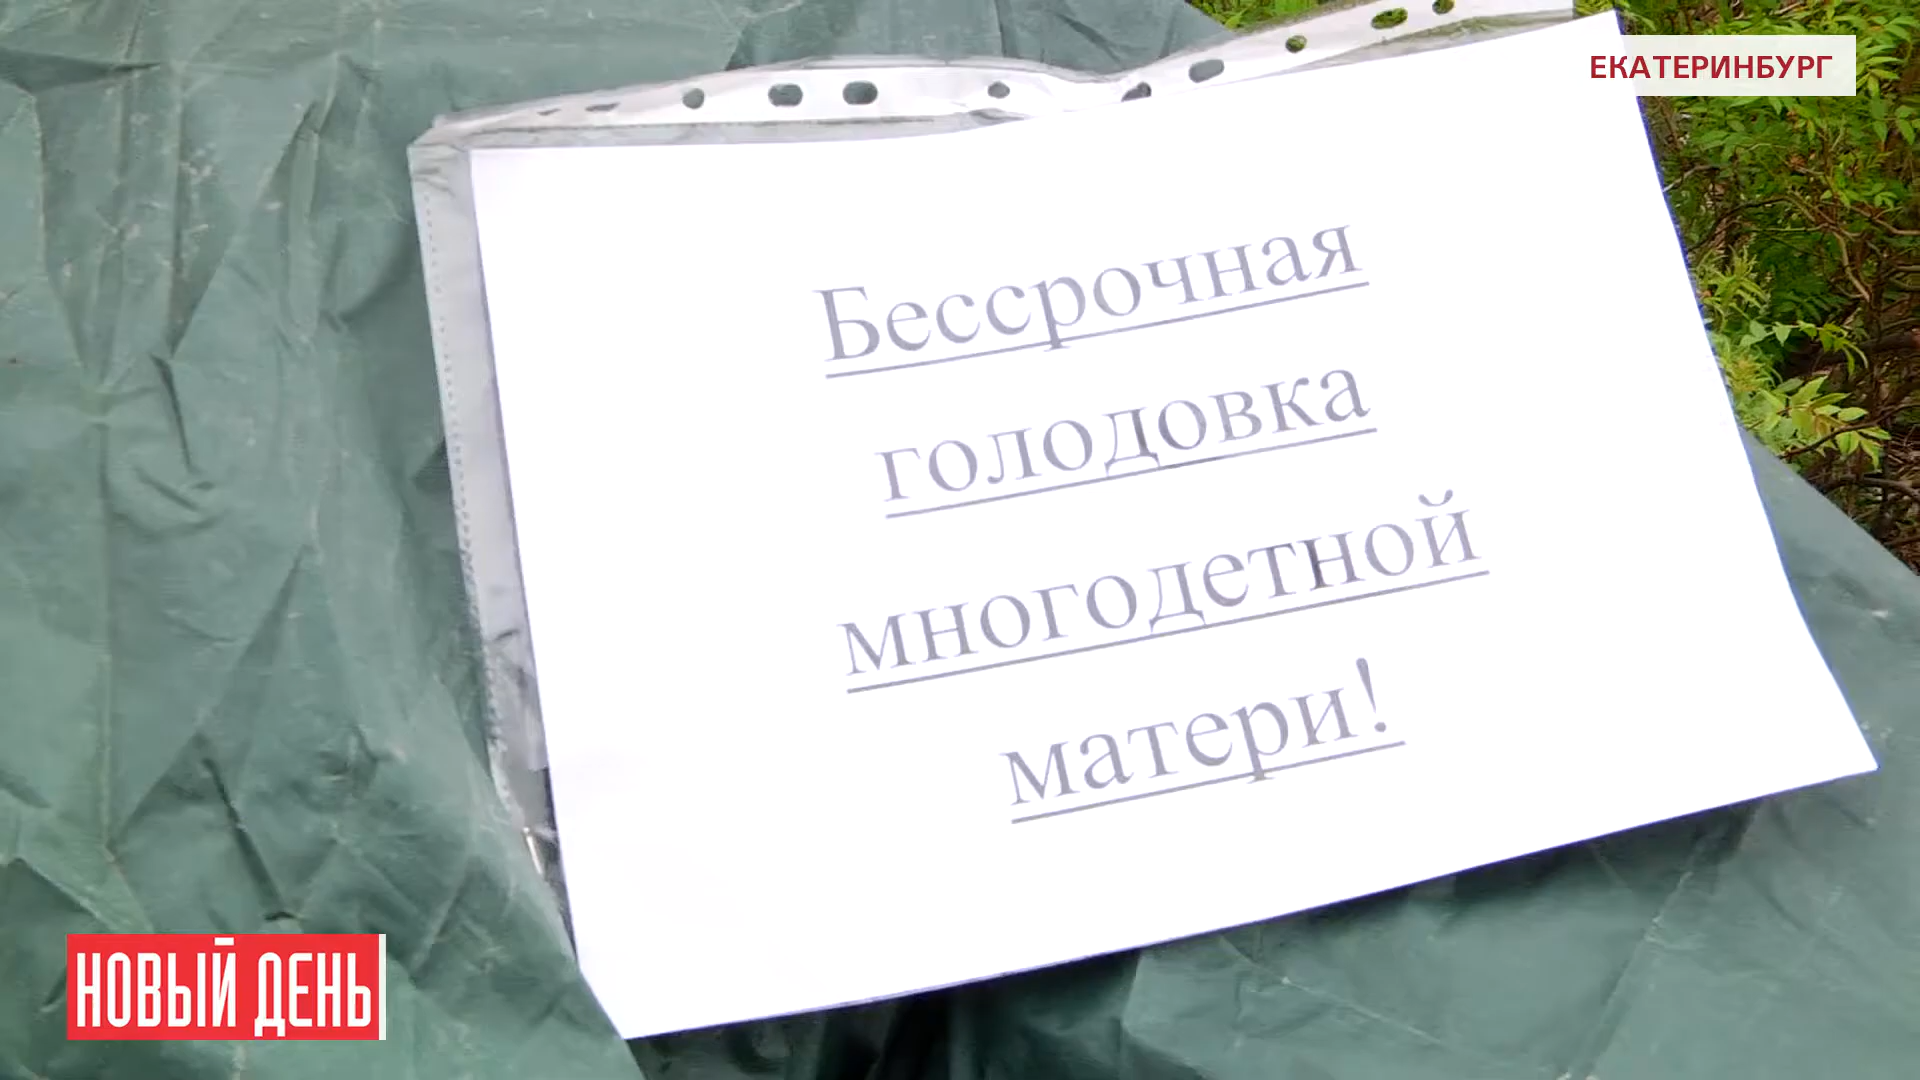 ЕКАТЕРИНБУРГ
Бессрочная
голодовка
многодетной
матери!
НОВЫЙ ДЕНЬ